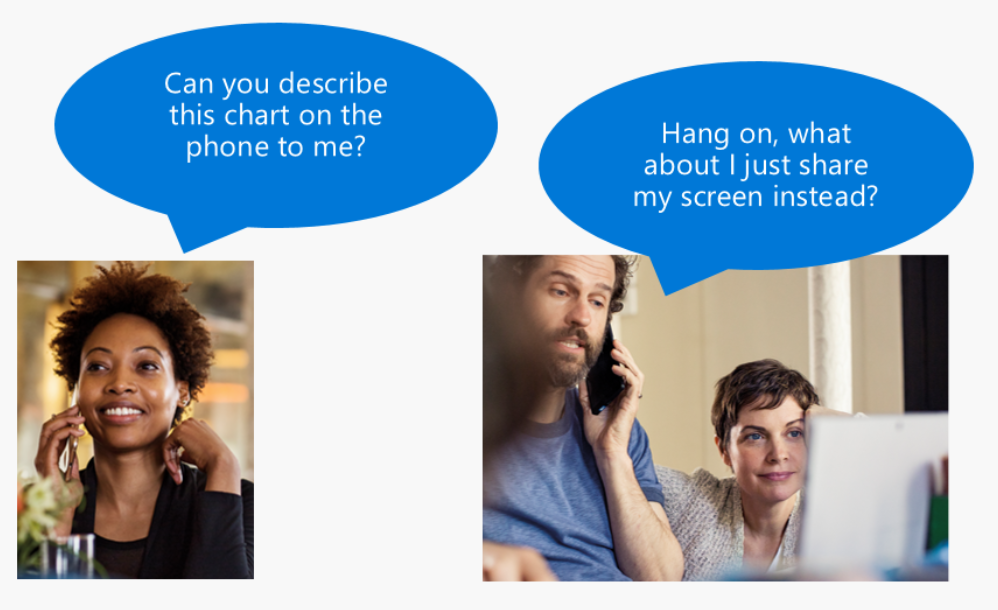 Can you describe
this chart on the
phone to me?
Hang on, what
about I just share
my screen instead?